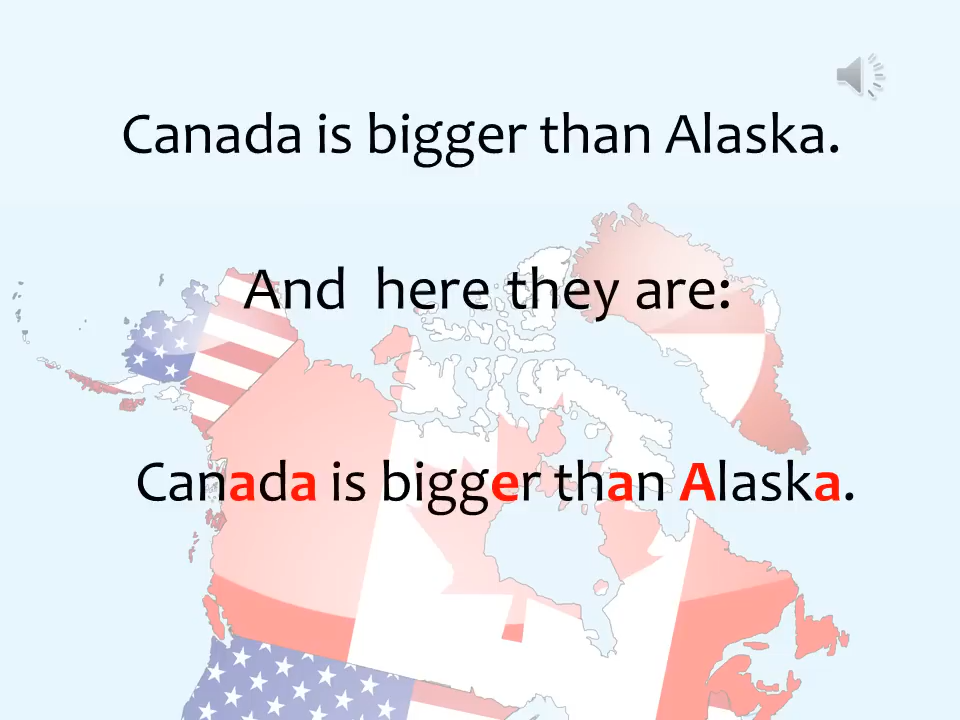 Canada is bigger than Alaska.
And here they are:
Canada is bigger than Alaska.